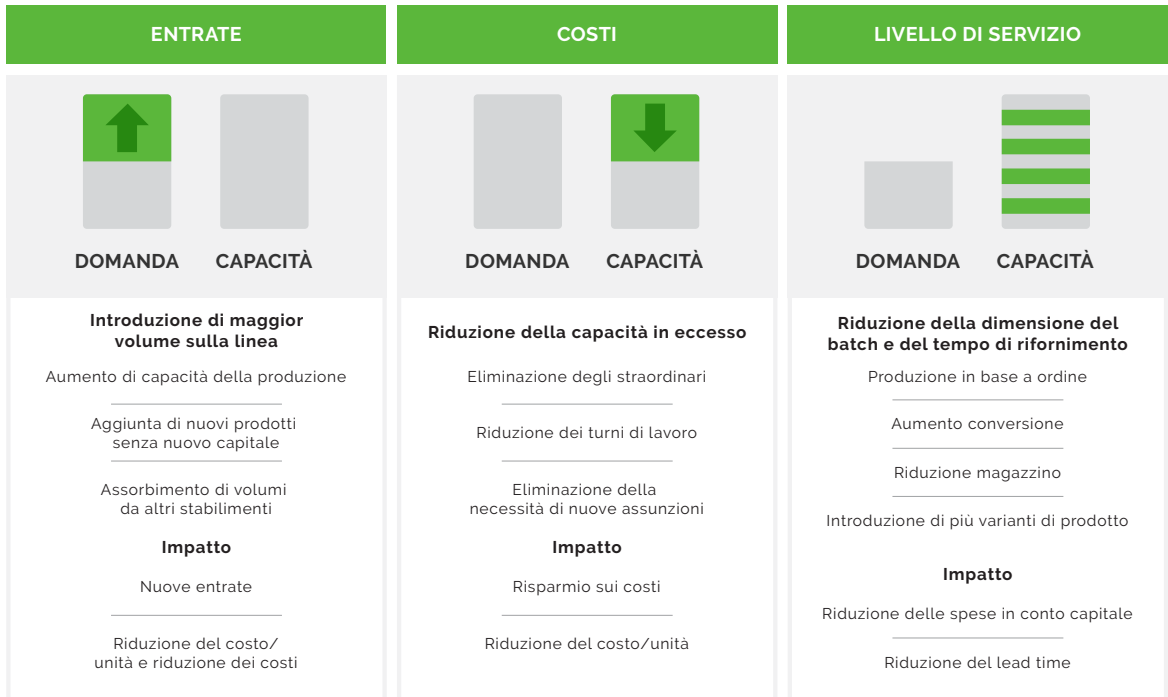 ENTRATE
DOMANDA
CAPACITÀ
Introduzione di maggior
volume sulla linea
Aumento di capacità della produzione
Aggiunta di nuovi prodotti
senza nuovo capitale
Assorbimento di volumi
da altri stabilimenti
Impatto
Nuove entrate
Riduzione del costo/
unità e riduzione dei costi
COSTI
DOMANDA
CAPACITÀ
Riduzione della capacità in eccesso
Eliminazione degli straordinari
Riduzione dei turni di lavoro
Eliminazione della
necessità di nuove assunzioni
Impatto
Risparmio sui costi
Riduzione del costo/unità
LIVELLO DI SERVIZIO
DOMANDA
CAPACITÀ
Riduzione della dimensione del
batch e del tempo di rifornimento
Produzione in base a ordine
Aumento conversione
Riduzione magazzino
Introduzione di più varianti di prodotto
Impatto
Riduzione delle spese in conto capitale
Riduzione del lead time